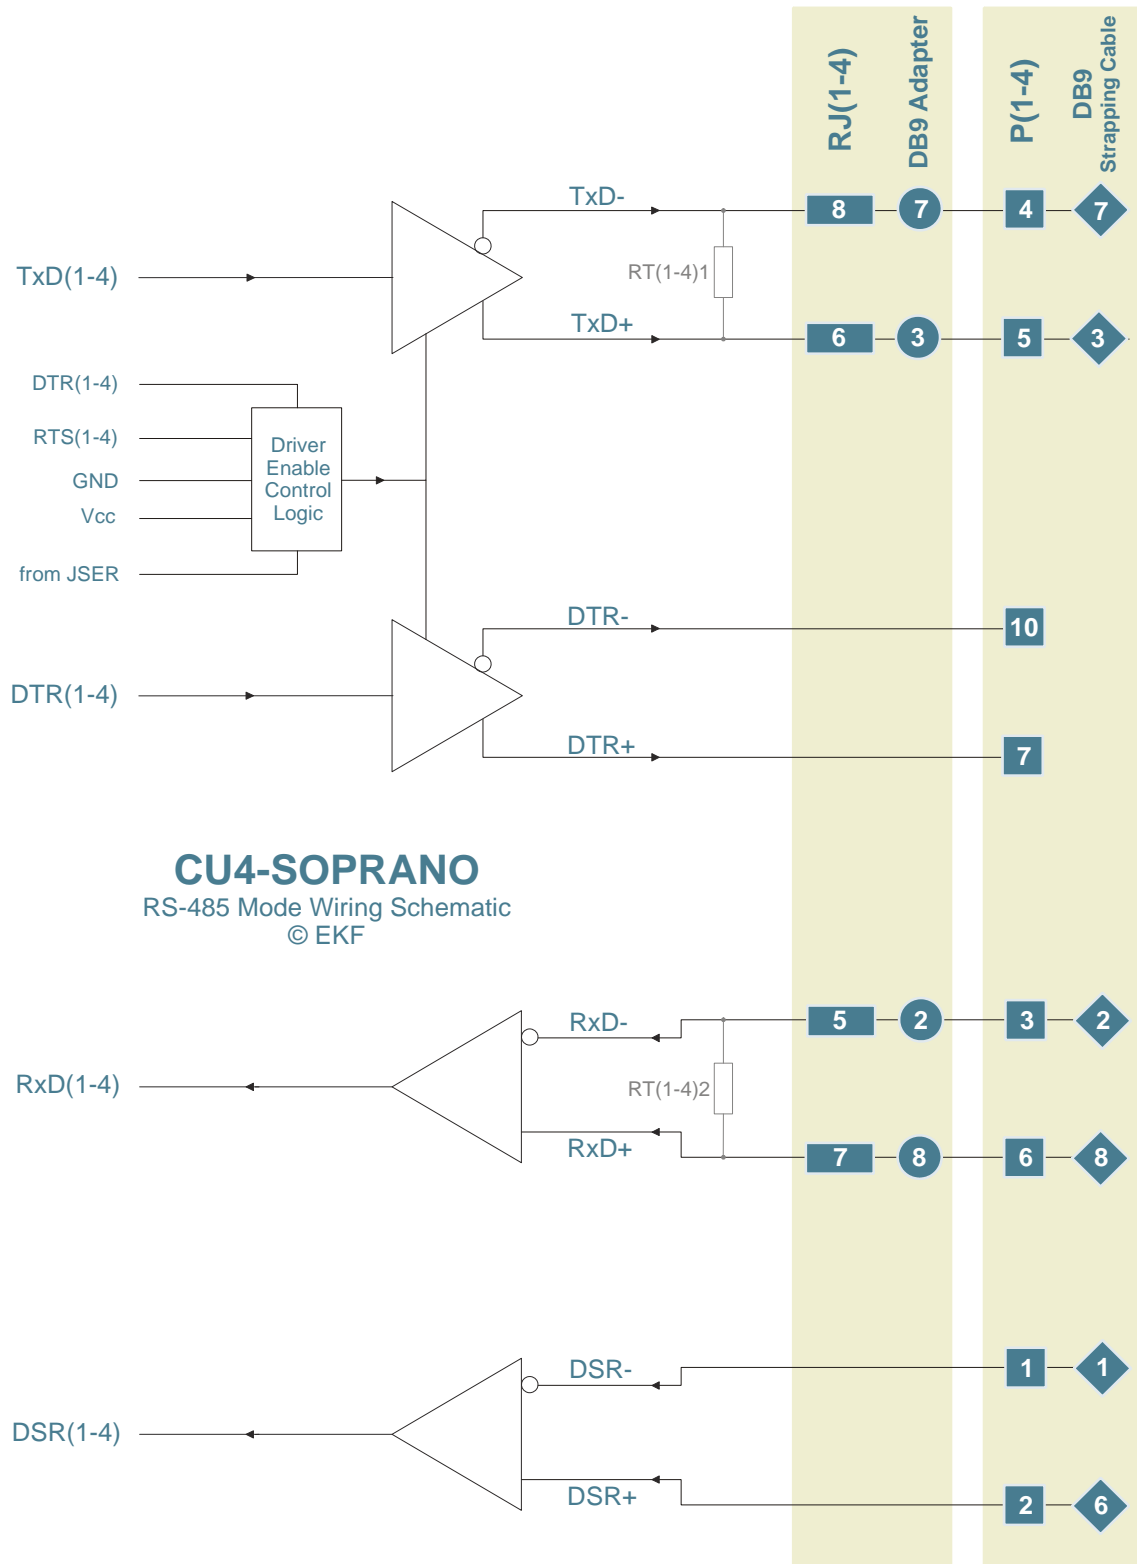 RJ(1-4)
DB9 Adapter
P(1-4)
DB9
Strapping Cable
TxD-
8 7 4 7
TxD(1-4)
RT(1-4)1
TxD+
6 3 5 3
DTR(1-4)
RTS(1-4)
GND
Vcc
from JSER
Driver
Enable
Control
Logic
DTR-
10
DTR(1-4)
DTR+
7
CU4-SOPRANO
RS-485 Mode Wiring Schematic
© EKF
RxD-
5 2 3 2
RxD(1-4)
RT(1-4)2
RxD+
7 8 6 8
DSR-
1 1
DSR(1-4)
DSR+
2 6